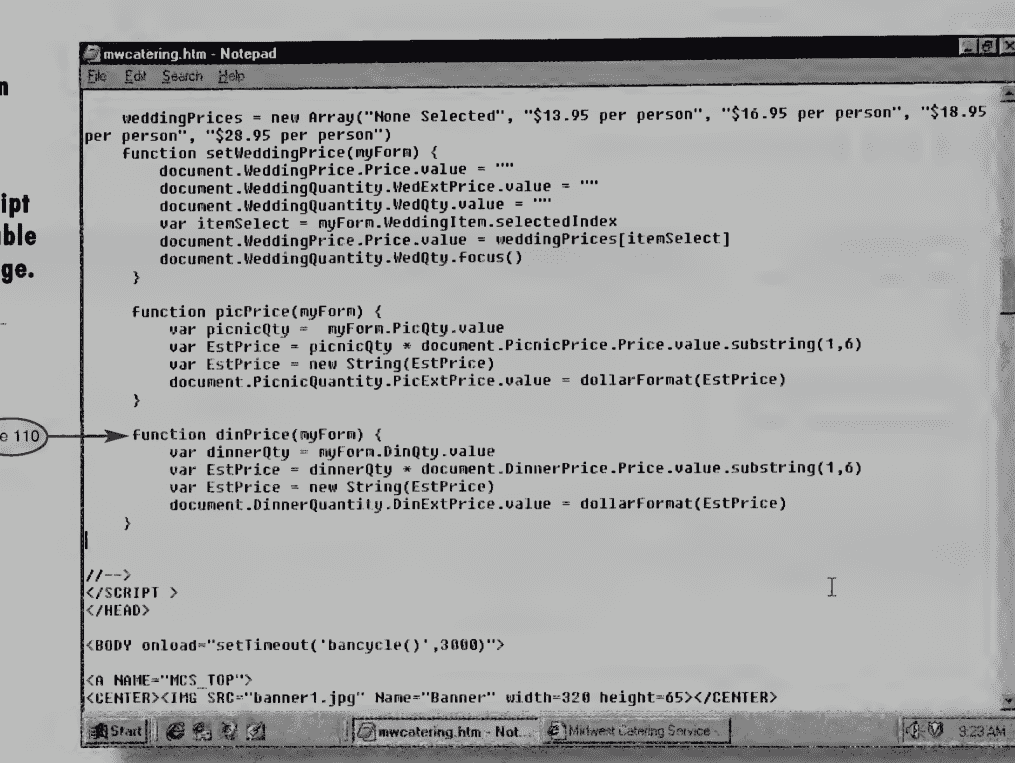 mwcatering.htm - Notepad
File Edit Search Help
weddingPrices = new Array("None Selected", "$13.95 per person", "$16.95 per person", "$18.95
per person", "$28.95 per person")
function setWeddingPrice(myForm) {
document.WeddingPrice.Price.value = ""
document.WeddingQuantity.WedExtPrice.value = ""
document.WeddingQuantity.WedQty.value = ""
var itemSelect = myForm.WeddingItem.selectedIndex
document.WeddingPrice.Price.value = weddingPrices[itemSelect]
document.WeddingQuantity.WedQty.focus()
}
function picPrice(myForm) {
var picnicQty =  myForm.PicQty.value
var EstPrice = picnicQty * document.PicnicPrice.Price.value.substring(1,6)
var EstPrice = new String(EstPrice)
document.PicnicQuantity.PicExtPrice.value = dollarFormat(EstPrice)
}
e 110
function dinPrice(myForm) {
var dinnerQty = myForm.DinQty.value
var EstPrice = dinnerQty * document.DinnerPrice.Price.value.substring(1,6)
var EstPrice = new String(EstPrice)
document.DinnerQuantity.DinExtPrice.value = dollarFormat(EstPrice)
}
//-->
</SCRIPT >
</HEAD>
<BODY onload="setTimeout('bancycle()',3000)">
<A NAME="MCS_TOP">
<CENTER><IMG SRC="banner1.jpg" Name="Banner" width=320 height=65></CENTER>
Start
mwcatering.htm - Not...
Midwest Catering Service -
9:23 AM
n
ipt
able
ge.